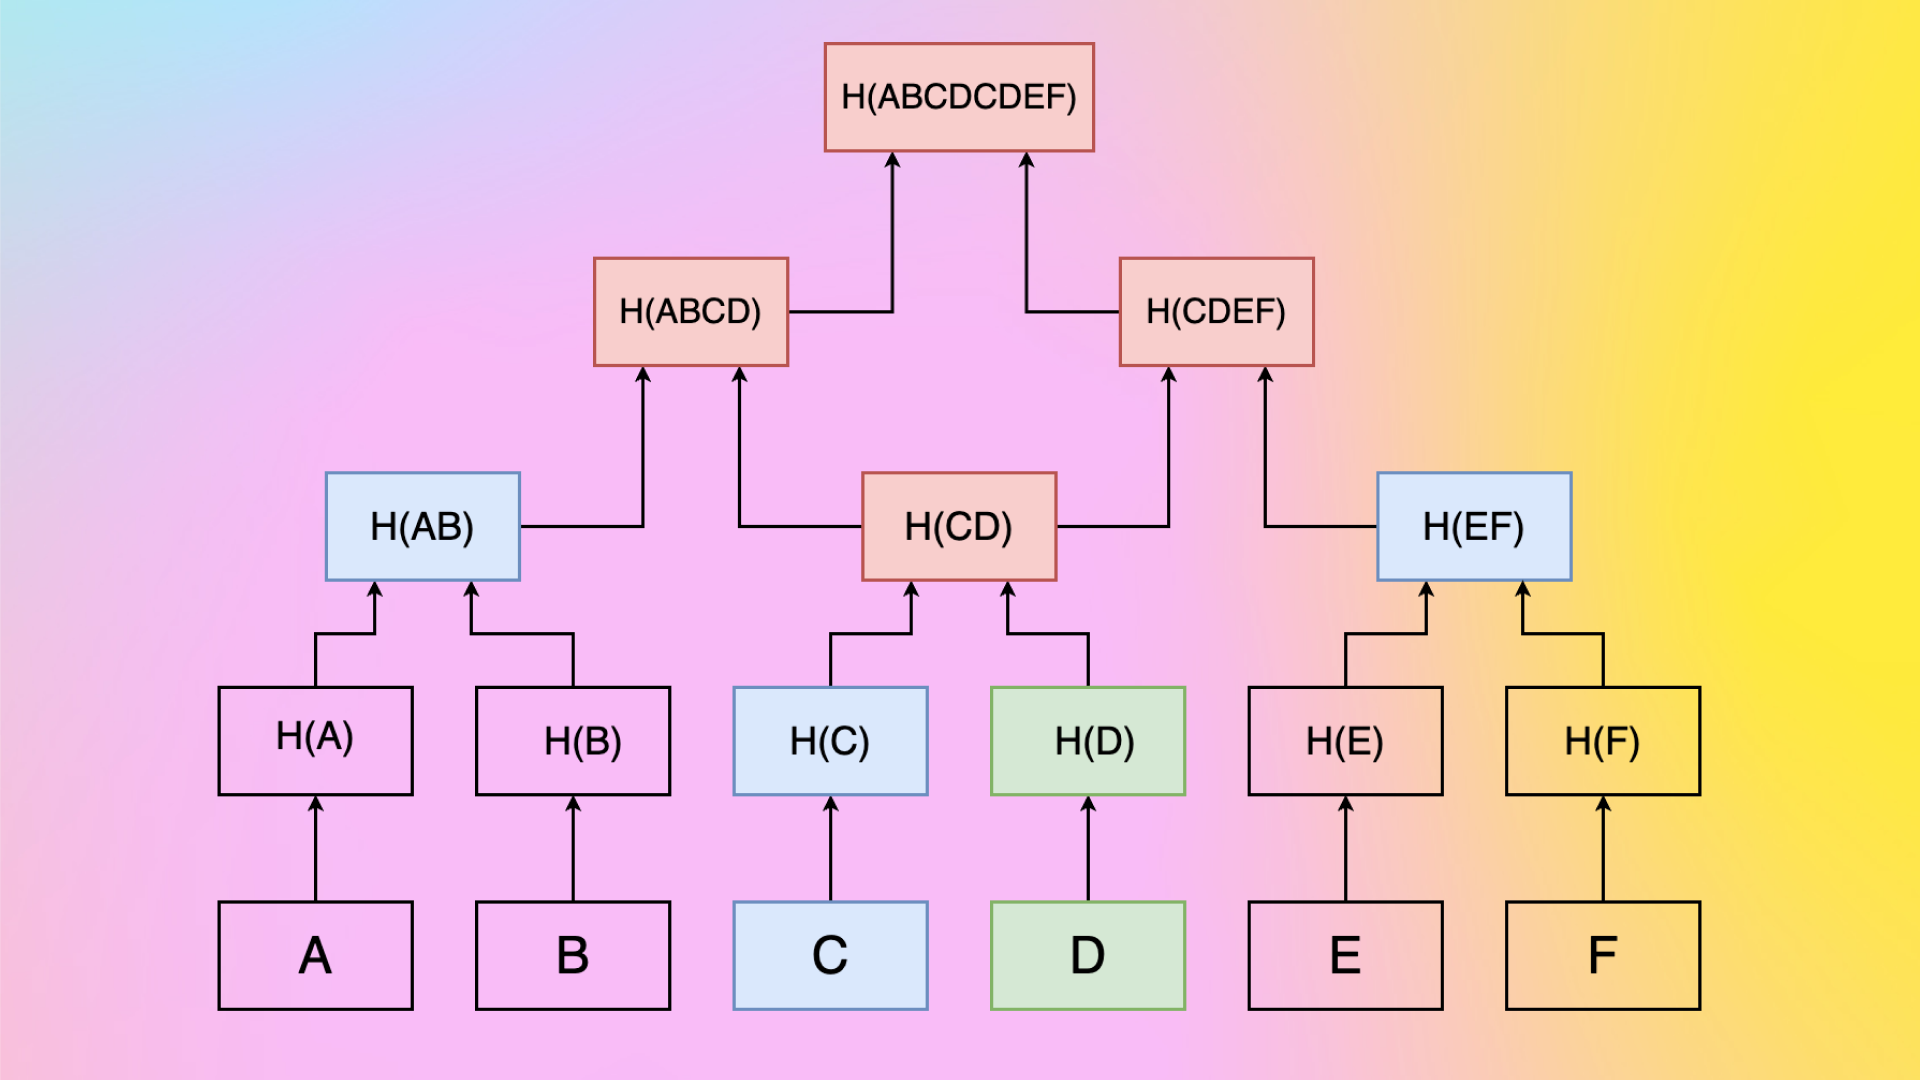 H(ABCDCDEF)
H(ABCD)
H(CDEF)
H(AB)
H(CD)
H(EF)
H(A)
H(B)
H(C)
H(D)
H(E)
H(F)
A
B
C
D
E
F